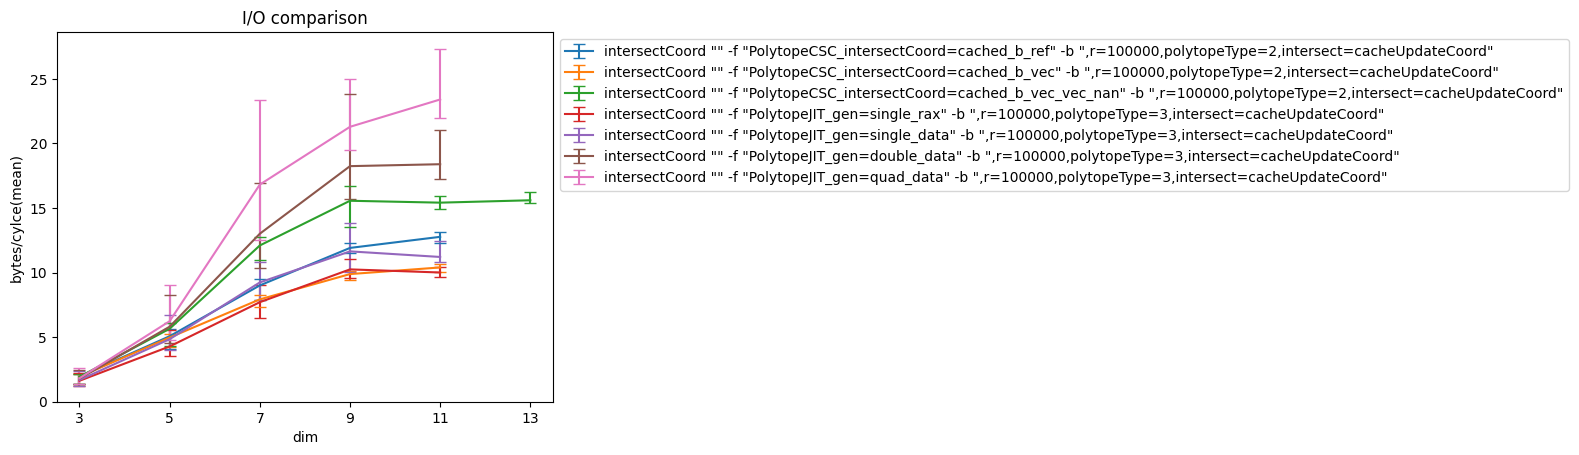 I/O comparison
bytes/cylce(mean)
25
20
15
10
5
0
3 5 7 9 11 13
dim
intersectCoord "" -f "PolytopeCSC_intersectCoord=cached_b_ref" -b ",r=100000,polytopeType=2,intersect=cacheUpdateCoord"
intersectCoord "" -f "PolytopeCSC_intersectCoord=cached_b_vec" -b ",r=100000,polytopeType=2,intersect=cacheUpdateCoord"
intersectCoord "" -f "PolytopeCSC_intersectCoord=cached_b_vec_vec_nan" -b ",r=100000,polytopeType=2,intersect=cacheUpdateCoord"
intersectCoord "" -f "PolytopeJIT_gen=single_rax" -b ",r=100000,polytopeType=3,intersect=cacheUpdateCoord"
intersectCoord "" -f "PolytopeJIT_gen=single_data" -b ",r=100000,polytopeType=3,intersect=cacheUpdateCoord"
intersectCoord "" -f "PolytopeJIT_gen=double_data" -b ",r=100000,polytopeType=3,intersect=cacheUpdateCoord"
intersectCoord "" -f "PolytopeJIT_gen=quad_data" -b ",r=100000,polytopeType=3,intersect=cacheUpdateCoord"